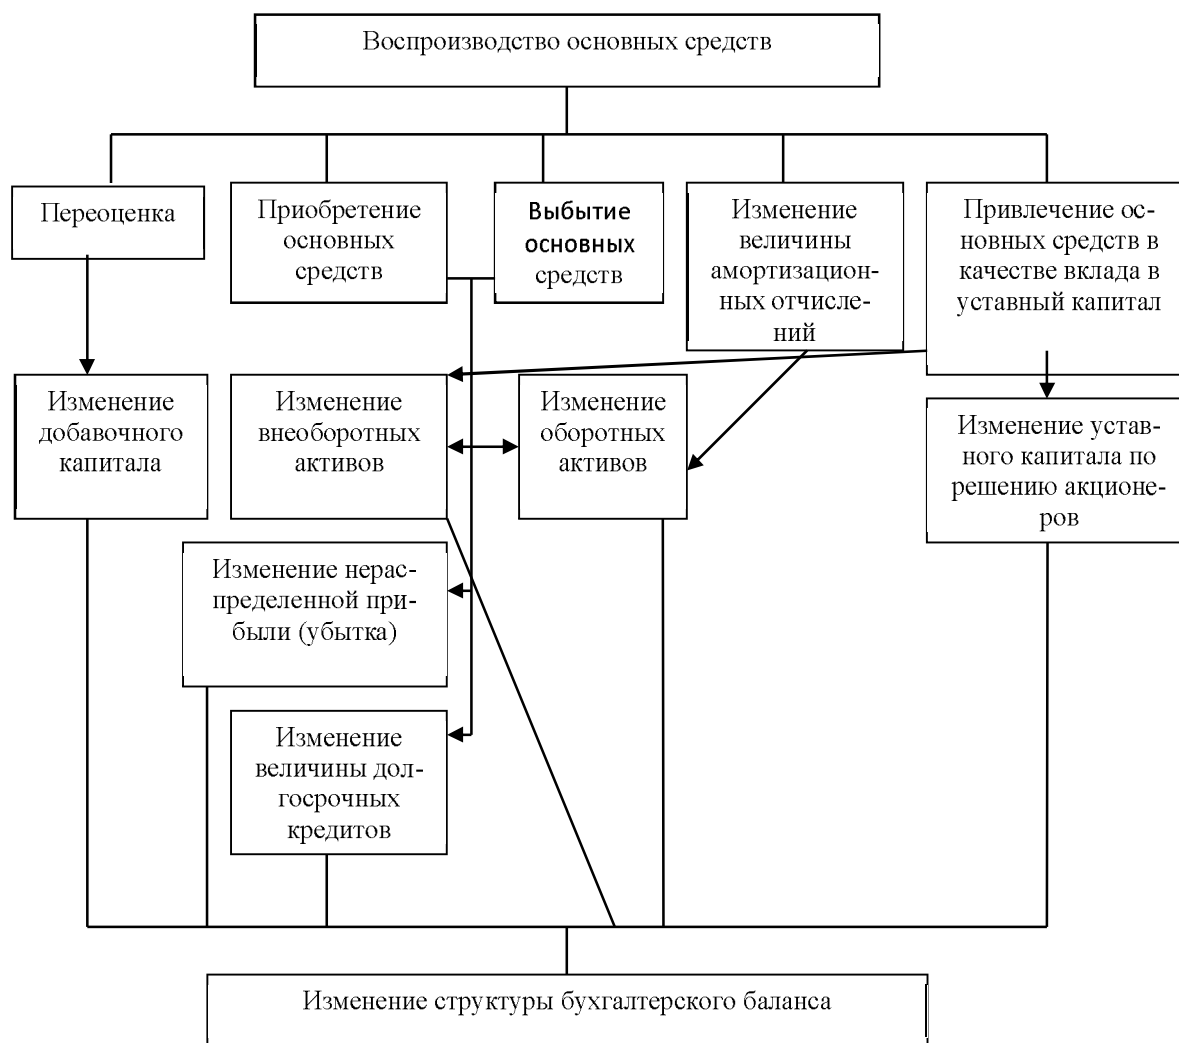 Воспроизводство основных средств
Переоценка
Приобретение
основных
средств
Выбытие
основных
средств
Изменение
величины
амортизацион-
ных отчисле-
ний
Привлечение ос-
новных средств в
качестве вклада в
уставный капитал
Изменение
добавочного
капитала
Изменение
внеоборотных
активов
Изменение
оборотных
активов
Изменение устав-
ного капитала по
решению акционе-
ров
Изменение нерас-
пределенной при-
были (убытка)
Изменение
величины дол-
госрочных
кредитов
Изменение структуры бухгалтерского баланса